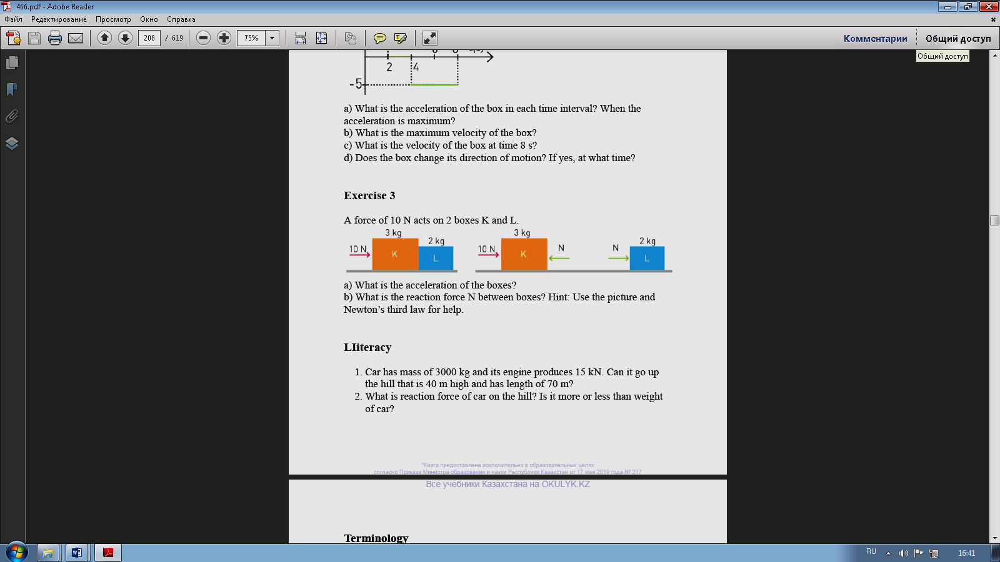 466.pdf - Adobe Reader
Файл Редактирование Просмотр Окно Справка
208 / 619 75% Комментарии Общий доступ
Общий доступ
2 4
-5
a) What is the acceleration of the box in each time interval? When the
acceleration is maximum?
b) What is the maximum velocity of the box?
c) What is the velocity of the box at time 8 s?
d) Does the box change its direction of motion? If yes, at what time?
Exercise 3
A force of 10 N acts on 2 boxes K and L.
3 kg 3 kg
2 kg 2 kg
10 N K L 10 N K N N L
a) What is the acceleration of the boxes?
b) What is the reaction force N between boxes? Hint: Use the picture and
Newton’s third law for help.
LIiteracy
1. Car has mass of 3000 kg and its engine produces 15 kN. Can it go up
the hill that is 40 m high and has length of 70 m?
2. What is reaction force of car on the hill? Is it more or less than weight
of car?
*Книга предоставлена исключительно в образовательных целях
согласно Приказа Министра образования и науки Республики Казахстан от 17 мая 2019 года № 217
Все учебники Казахстана на OKULYK.KZ
Terminology
RU 16:41